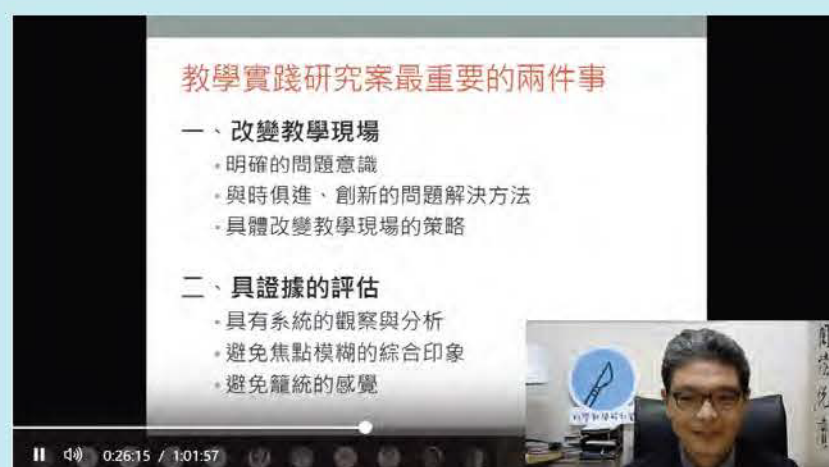 教學實踐研究案最重要的兩件事
一、改變教學現場
•明確的問題意識
•與時俱進、創新的問題解決方法
•具體改變教學現場的策略
二、具證據的評估
•具有系統的觀察與分析
•避免焦點模糊的綜合印象
•避免籠統的感覺
0:26:15 / 1:01:57